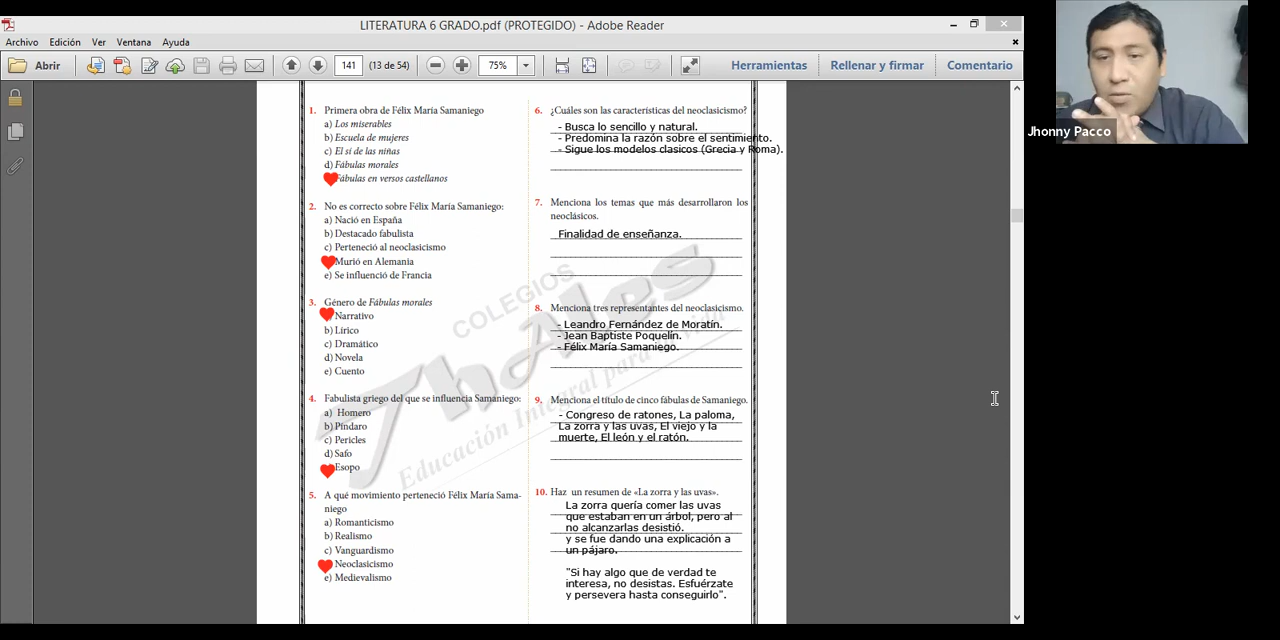 LITERATURA 6 GRADO.pdf (PROTEGIDO) - Adobe Reader
Archivo Edición Ver Ventana Ayuda
Abrir 141 (13 de 54) 75% Herramientas Rellenar y firmar Comentario
1. Primera obra de Félix María Samaniego
a) Los miserables
b) Escuela de mujeres
c) El sí de las niñas
d) Fábulas morales
Fábulas en versos castellanos
2. No es correcto sobre Félix María Samaniego:
a) Nació en España
b) Destacado fabulista
c) Perteneció al neoclasicismo
Murió en Alemania
e) Se influenció de Francia
3. Género de Fábulas morales
Narrativo
b) Lírico
c) Dramático
d) Novela
e) Cuento
4. Fabulista griego del que se influencia Samaniego:
a) Homero
b) Píndaro
c) Pericles
d) Safo
Esopo
5. A qué movimiento perteneció Félix María Sama-
niego
a) Romanticismo
b) Realismo
c) Vanguardismo
Neoclasicismo
e) Medievalismo
6. ¿Cuáles son las características del neoclasicismo?
- Busca lo sencillo y natural.
- Predomina la razón sobre el sentimiento.
- Sigue los modelos clasicos (Grecia y Roma).
7. Menciona los temas que más desarrollaron los
neoclásicos.
Finalidad de enseñanza.
8. Menciona tres representantes del neoclasicismo.
- Leandro Fernández de Moratín.
- Jean Baptiste Poquelín.
- Félix María Samaniego.
9. Menciona el título de cinco fábulas de Samaniego.
- Congreso de ratones, La paloma,
La zorra y las uvas, El viejo y la
muerte, El león y el ratón.
10. Haz un resumen de «La zorra y las uvas».
La zorra quería comer las uvas
que estaban en un árbol, pero al
no alcanzarlas desistió.
y se fue dando una explicación a
un pájaro.
"Si hay algo que de verdad te
interesa, no desistas. Esfuérzate
y persevera hasta conseguirlo".
COLEGIOS
ThAles
Educación Integral para la vida
Jhonny Pacco